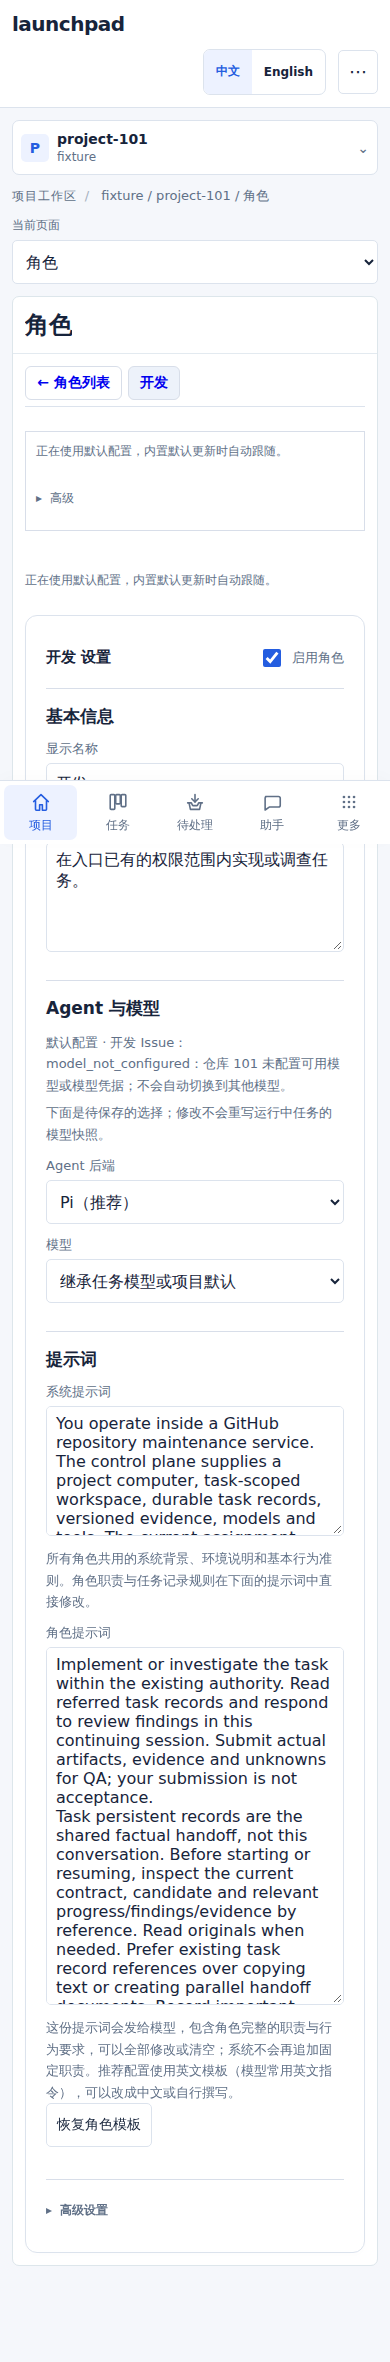 launchpad
中文 English ⋯
P project-101
fixture
项目工作区 / fixture / project-101 / 角色
当前页面
角色
角色
← 角色列表 开发
正在使用默认配置，内置默认更新时自动跟随。
▸ 高级
正在使用默认配置，内置默认更新时自动跟随。
开发 设置 启用角色
基本信息
显示名称
项目 任务 待处理 助手 更多
在入口已有的权限范围内实现或调查任
务。
Agent 与模型
默认配置 · 开发 Issue：
model_not_configured：仓库 101 未配置可用模
型或模型凭据；不会自动切换到其他模型。
下面是待保存的选择；修改不会重写运行中任务的
模型快照。
Agent 后端
Pi（推荐）
模型
继承任务模型或项目默认
提示词
系统提示词
You operate inside a GitHub
repository maintenance service.
The control plane supplies a
project computer, task-scoped
workspace, durable task records,
versioned evidence, models and
tools. The current assignment
所有角色共用的系统背景、环境说明和基本行为准
则。角色职责与任务记录规则在下面的提示词中直
接修改。
角色提示词
Implement or investigate the task
within the existing authority. Read
referred task records and respond
to review findings in this
continuing session. Submit actual
artifacts, evidence and unknowns
for QA; your submission is not
acceptance.
Task persistent records are the
shared factual handoff, not this
conversation. Before starting or
resuming, inspect the current
contract, candidate and relevant
progress/findings/evidence by
reference. Read originals when
needed. Prefer existing task
record references over copying
text or creating parallel handoff
documents. Record important
这份提示词会发给模型，包含角色完整的职责与行
为要求，可以全部修改或清空；系统不会再追加固
定职责。推荐配置使用英文模板（模型常用英文指
令），可以改成中文或自行撰写。
恢复角色模板
▸ 高级设置